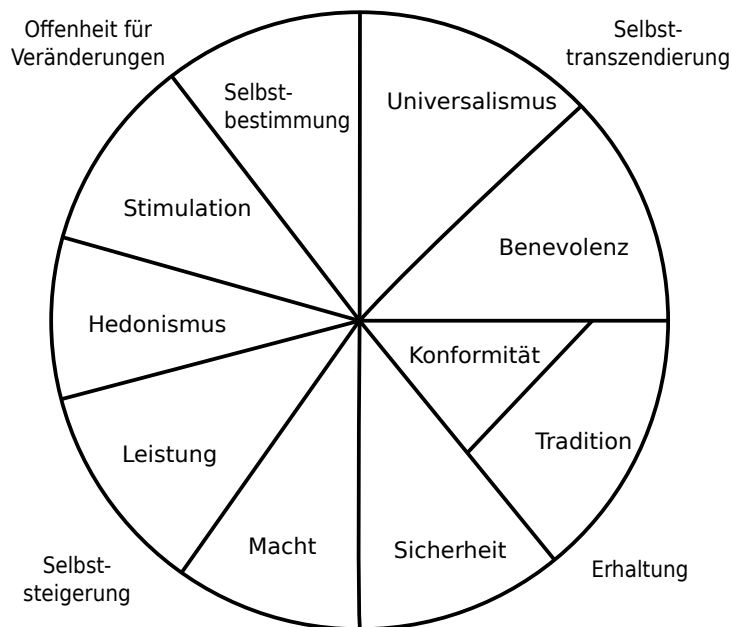 Offenheit für
Veränderungen
Selbst-
transzendierung
Selbst-
bestimmung
Universalismus
Stimulation
Benevolenz
Hedonismus
Konformität
Leistung
Tradition
Macht
Sicherheit
Selbst-
steigerung
Erhaltung